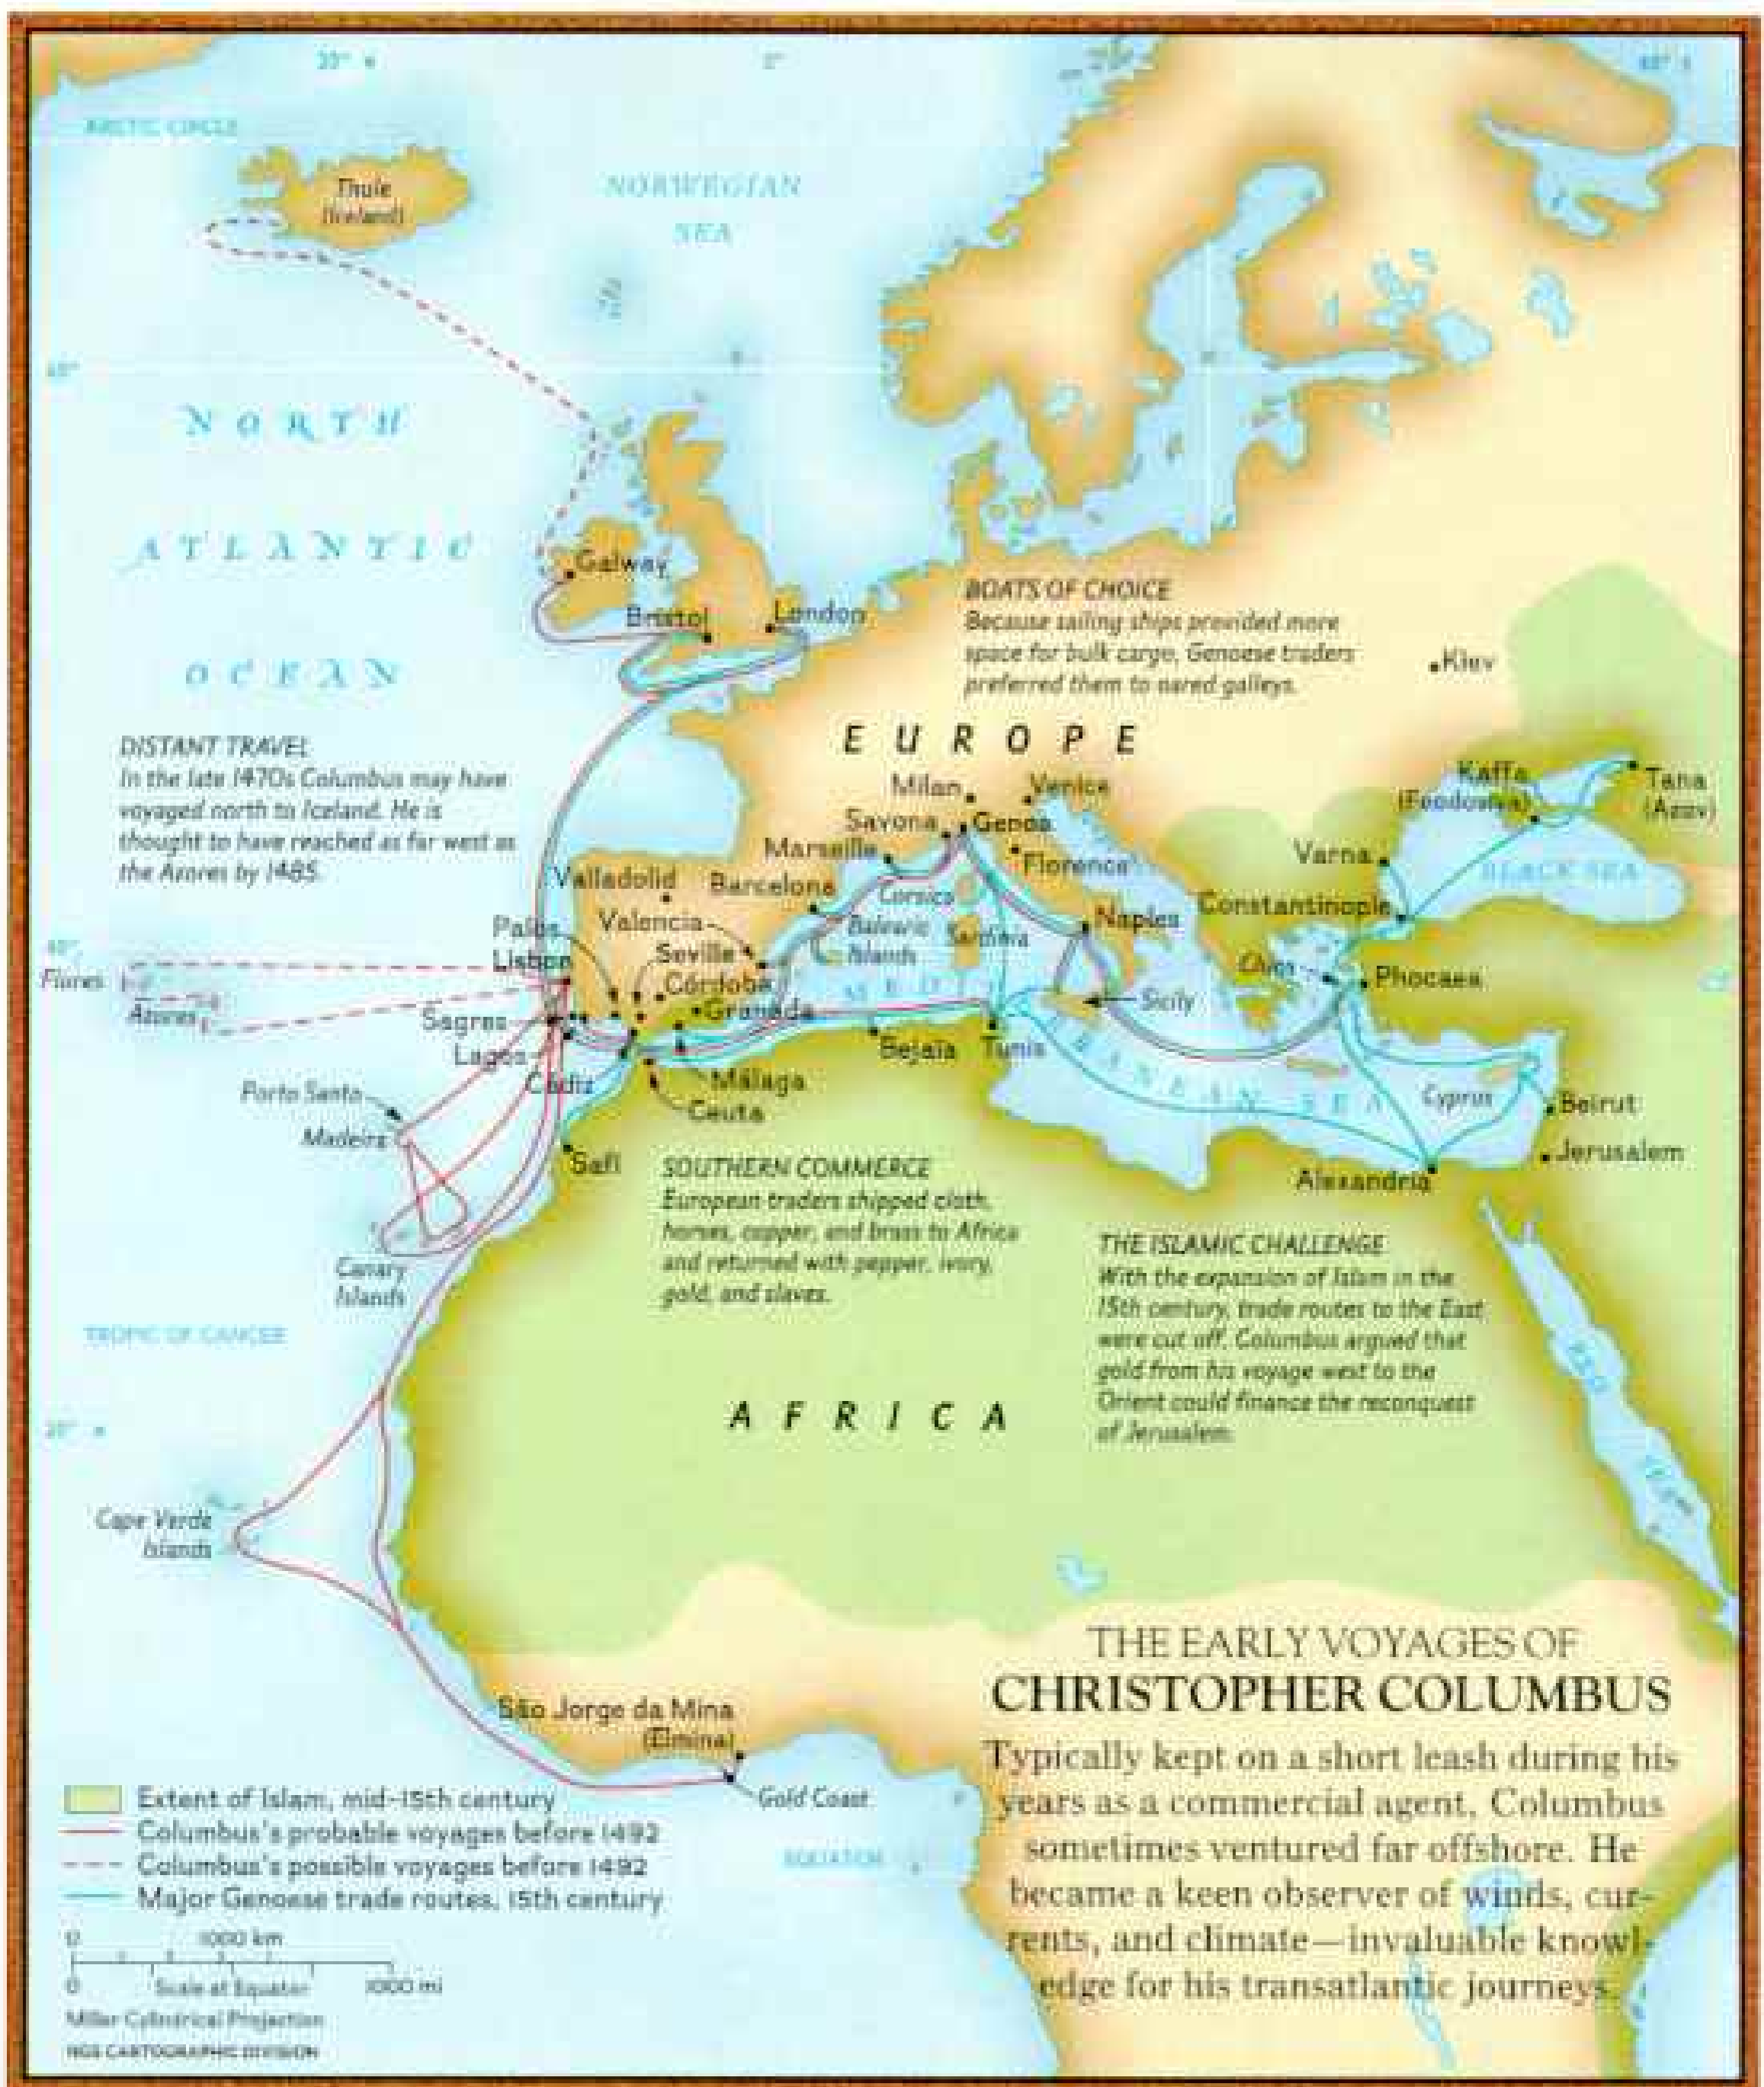 20° w
0°
ARCTIC CIRCLE
Thule
(Iceland)
NORWEGIAN
SEA
60°
NORTH
ATLANTIC
OCEAN
Galway
Bristol
London
BOATS OF CHOICE
Because sailing ships provided more
space for bulk cargo, Genoese traders
preferred them to oared galleys.
Kiev
EUROPE
DISTANT TRAVEL
In the late 1470s Columbus may have
voyaged north to Iceland. He is
thought to have reached as far west as
the Azores by 1485.
Milan
Venice
Savona
Genoa
Marseille
Florence
Kaffa
(Feodosiya)
Tana
(Azov)
Varna
BLACK SEA
Valladolid
Barcelona
Corsica
Constantinople
Palos
Valencia
Balearic
Islands
Sardinia
Naples
40°
Lisbon
Seville
Flores
Córdoba
Chios
Phocaea
Azores
Sagres
Granada
Sicily
MEDITERRANEAN SEA
Lagos
Bejaïa
Tunis
Cádiz
Málaga
Porto Santo
Ceuta
Cyprus
Beirut
Madeira
Safi
Jerusalem
Alexandria
SOUTHERN COMMERCE
European traders shipped cloth,
horses, copper, and brass to Africa
and returned with pepper, ivory,
gold, and slaves.
THE ISLAMIC CHALLENGE
With the expansion of Islam in the
15th century, trade routes to the East
were cut off. Columbus argued that
gold from his voyage west to the
Orient could finance the reconquest
of Jerusalem.
Canary
Islands
TROPIC OF CANCER
RED
SEA
AFRICA
20°
Cape Verde
Islands
São Jorge da Mina
(Elmina)
Gold Coast
EQUATOR
THE EARLY VOYAGES OF
CHRISTOPHER COLUMBUS
Typically kept on a short leash during his
years as a commercial agent, Columbus
sometimes ventured far offshore. He
became a keen observer of winds, cur-
rents, and climate—invaluable knowl-
edge for his transatlantic journeys.
Extent of Islam, mid-15th century
Columbus's probable voyages before 1492
Columbus's possible voyages before 1492
Major Genoese trade routes, 15th century
0 1000 km
0 Scale at Equator 1000 mi
Miller Cylindrical Projection
NGS CARTOGRAPHIC DIVISION